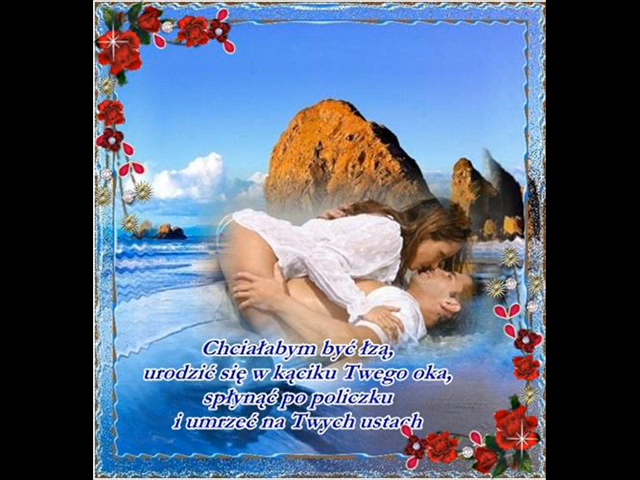 Chciałabym być łzą,
urodzić się w kąciku Twego oka,
spłynąć po policzku
i umrzeć na Twych ustach